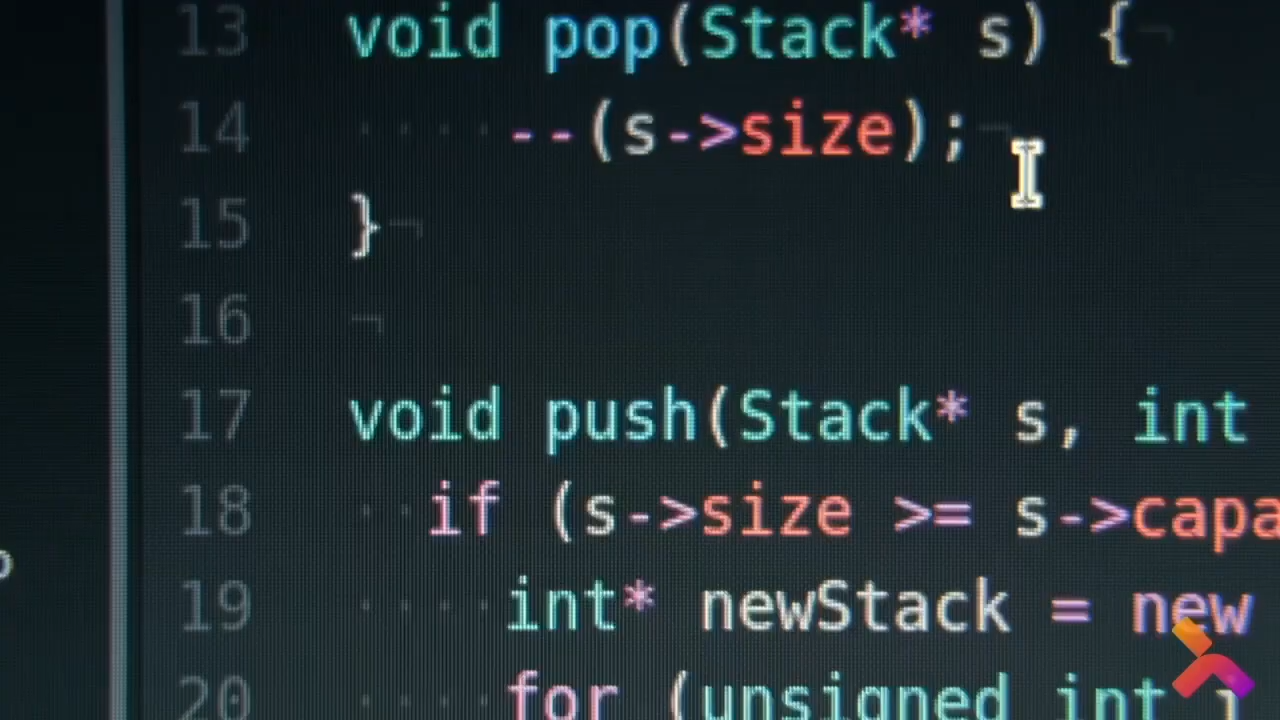 13 void pop(Stack* s) {¬
14 ····--(s->size);¬
15 }¬
16 ¬
17 void push(Stack* s, int
18 ··if (s->size >= s->capa
19 ····int* newStack = new
20 ····for (unsigned int i